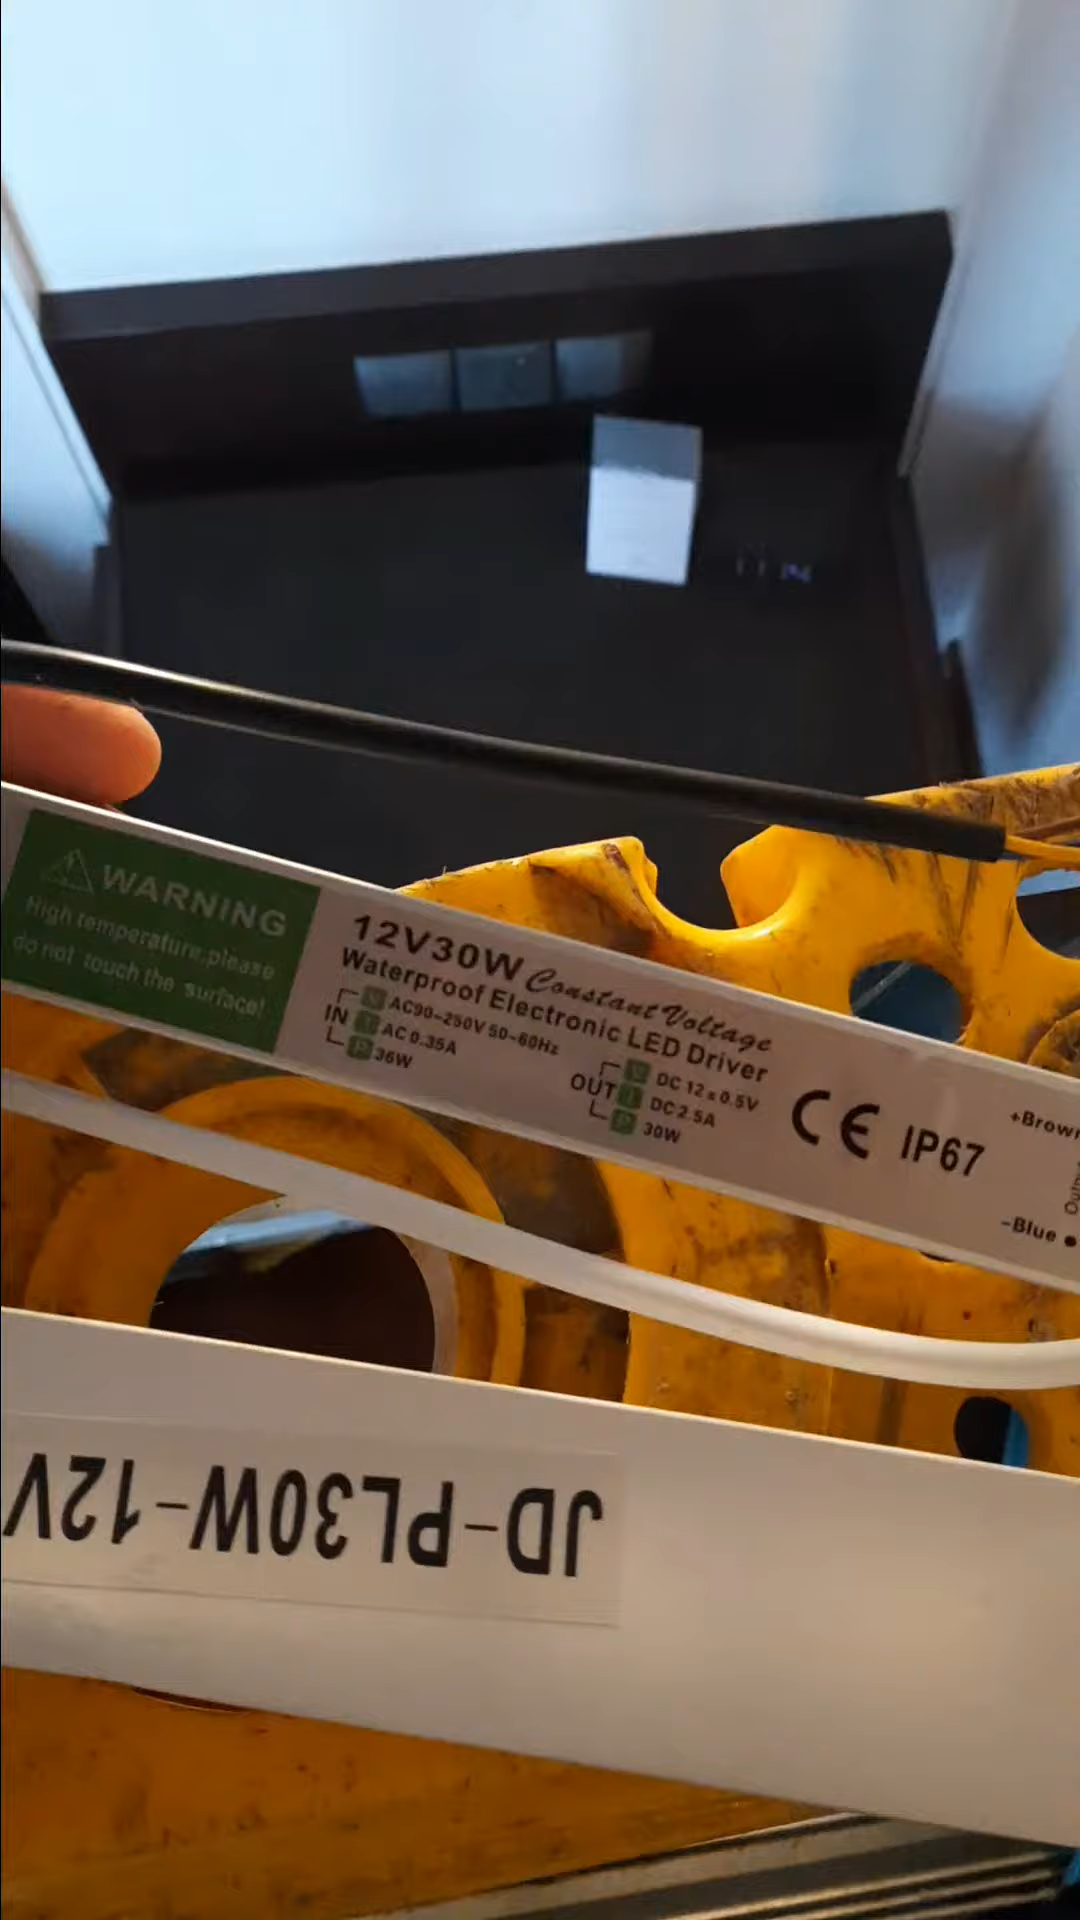 WARNING
High temperature,please
do not touch the surface!
12V30W Constant Voltage
Waterproof Electronic LED Driver
IN
V AC90-250V 50-60Hz
I AC 0.35A
P 36W
OUT
V DC 12±0.5V
I DC2.5A
P 30W
CE IP67
+Brown
-Blue
JD-PL30W-12V